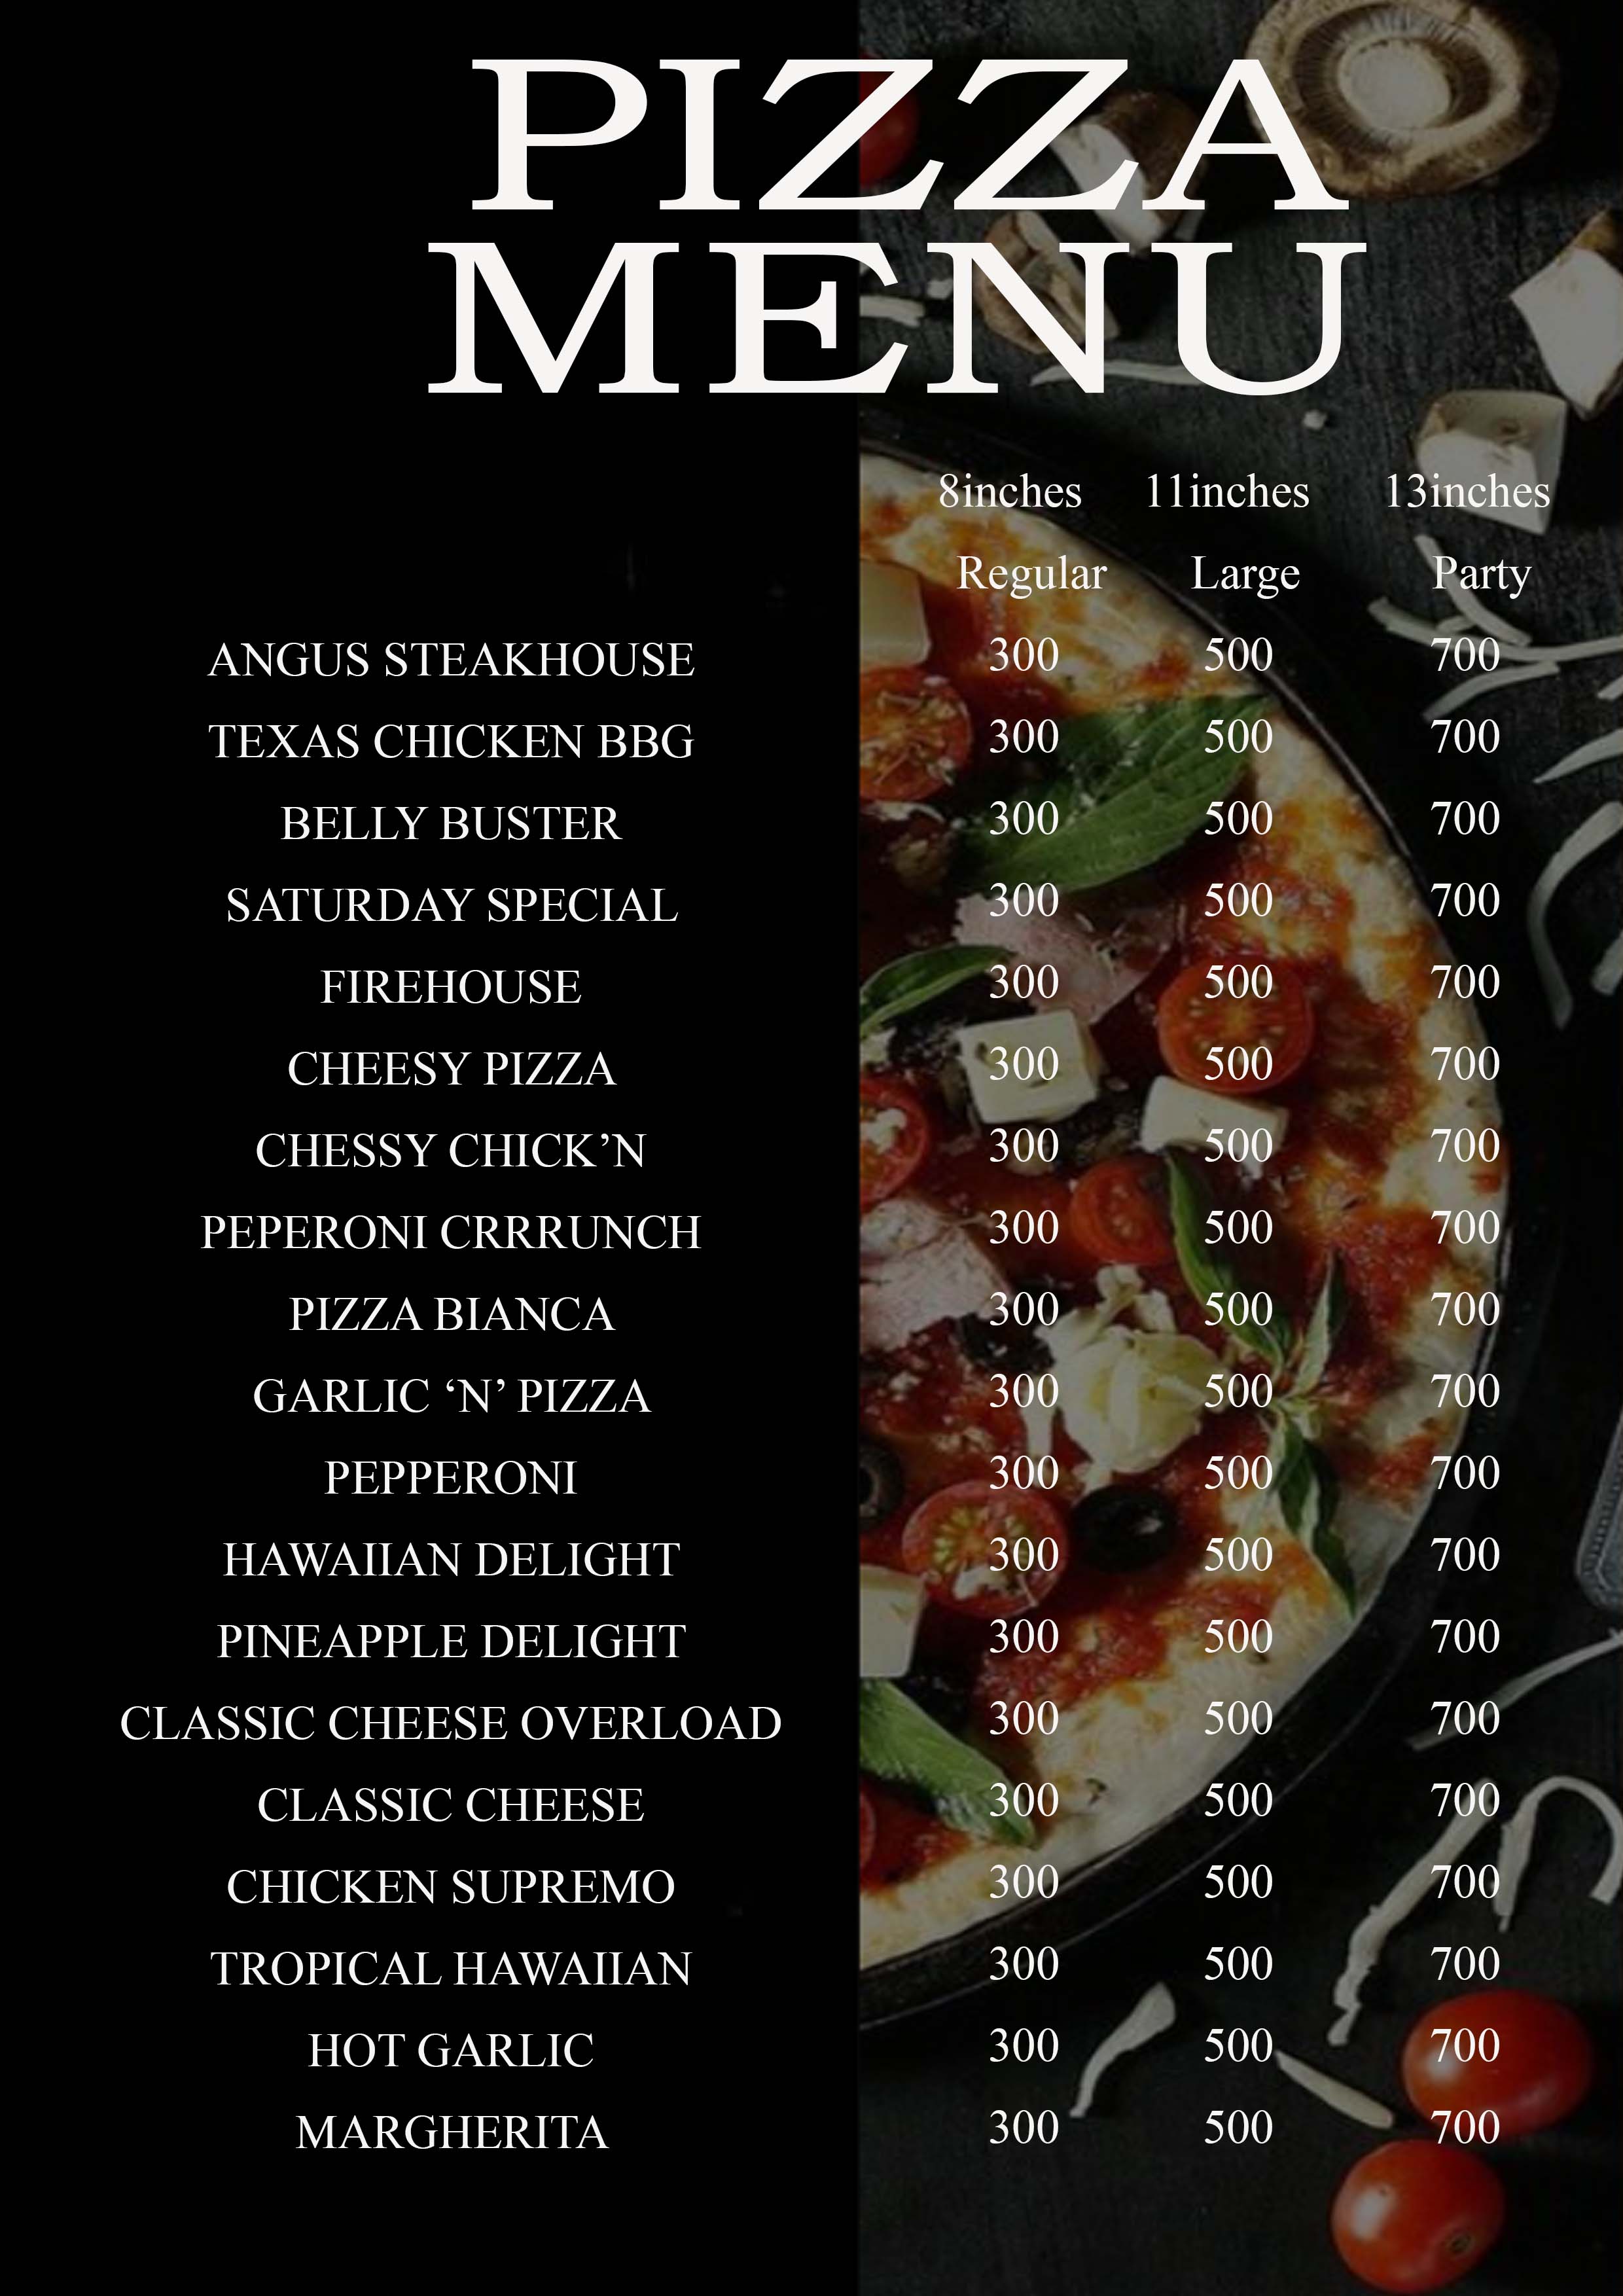 PIZZA
MENU
8inches 11inches 13inches
Regular Large Party
ANGUS STEAKHOUSE 300 500 700
TEXAS CHICKEN BBG 300 500 700
BELLY BUSTER 300 500 700
SATURDAY SPECIAL 300 500 700
FIREHOUSE 300 500 700
CHEESY PIZZA 300 500 700
CHESSY CHICK’N 300 500 700
PEPERONI CRRRUNCH 300 500 700
PIZZA BIANCA 300 500 700
GARLIC ‘N’ PIZZA 300 500 700
PEPPERONI 300 500 700
HAWAIIAN DELIGHT 300 500 700
PINEAPPLE DELIGHT 300 500 700
CLASSIC CHEESE OVERLOAD 300 500 700
CLASSIC CHEESE 300 500 700
CHICKEN SUPREMO 300 500 700
TROPICAL HAWAIIAN 300 500 700
HOT GARLIC 300 500 700
MARGHERITA 300 500 700